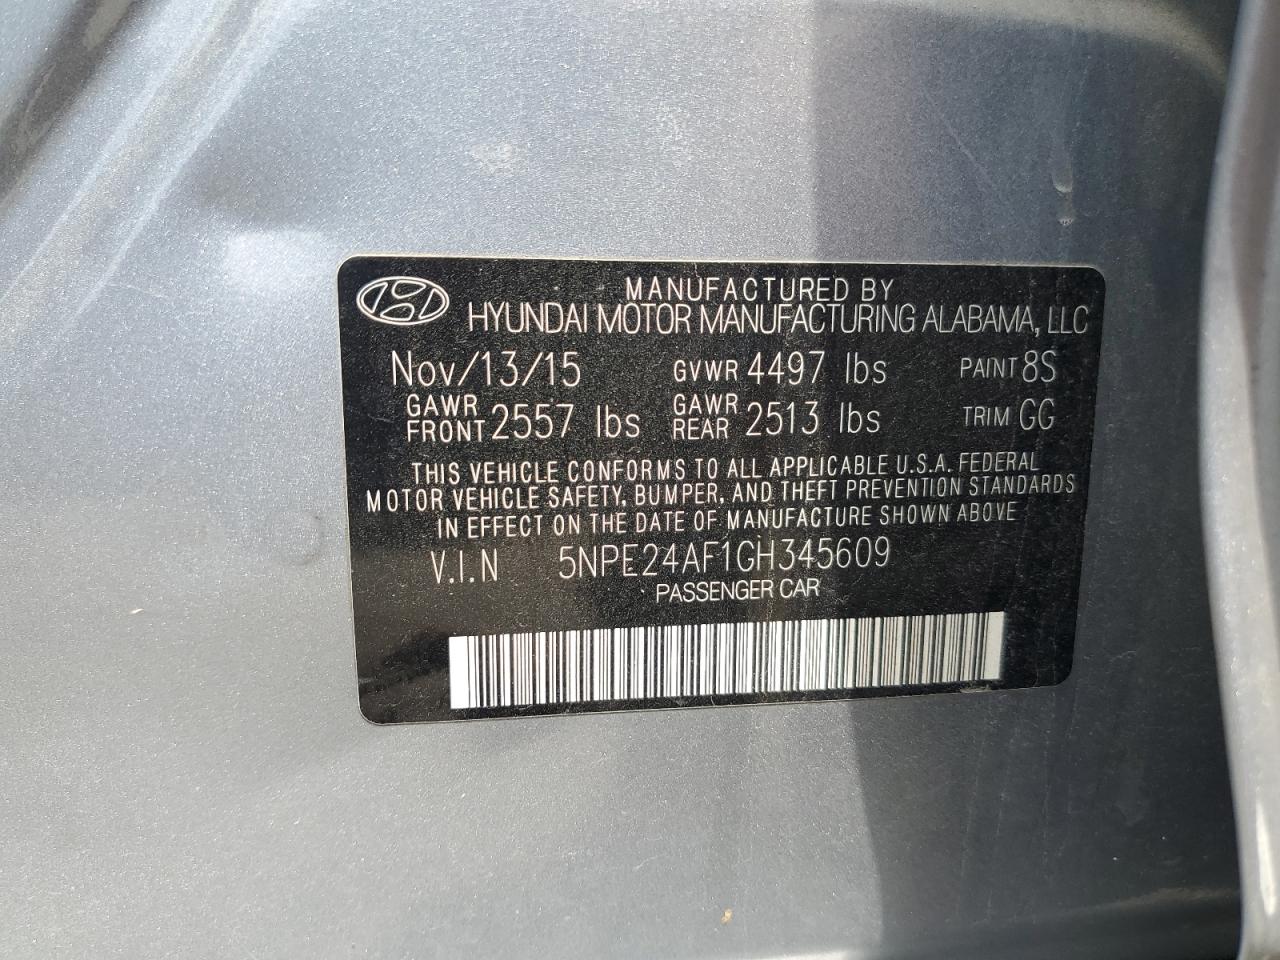 MANUFACTURED BY
HYUNDAI MOTOR MANUFACTURING ALABAMA, LLC
Nov/13/15 GVWR 4497 lbs PAINT 8S
GAWR FRONT 2557 lbs GAWR REAR 2513 lbs TRIM GG
THIS VEHICLE CONFORMS TO ALL APPLICABLE U.S.A. FEDERAL
MOTOR VEHICLE SAFETY, BUMPER, AND THEFT PREVENTION STANDARDS
IN EFFECT ON THE DATE OF MANUFACTURE SHOWN ABOVE
V.I.N 5NPE24AF1GH345609
PASSENGER CAR